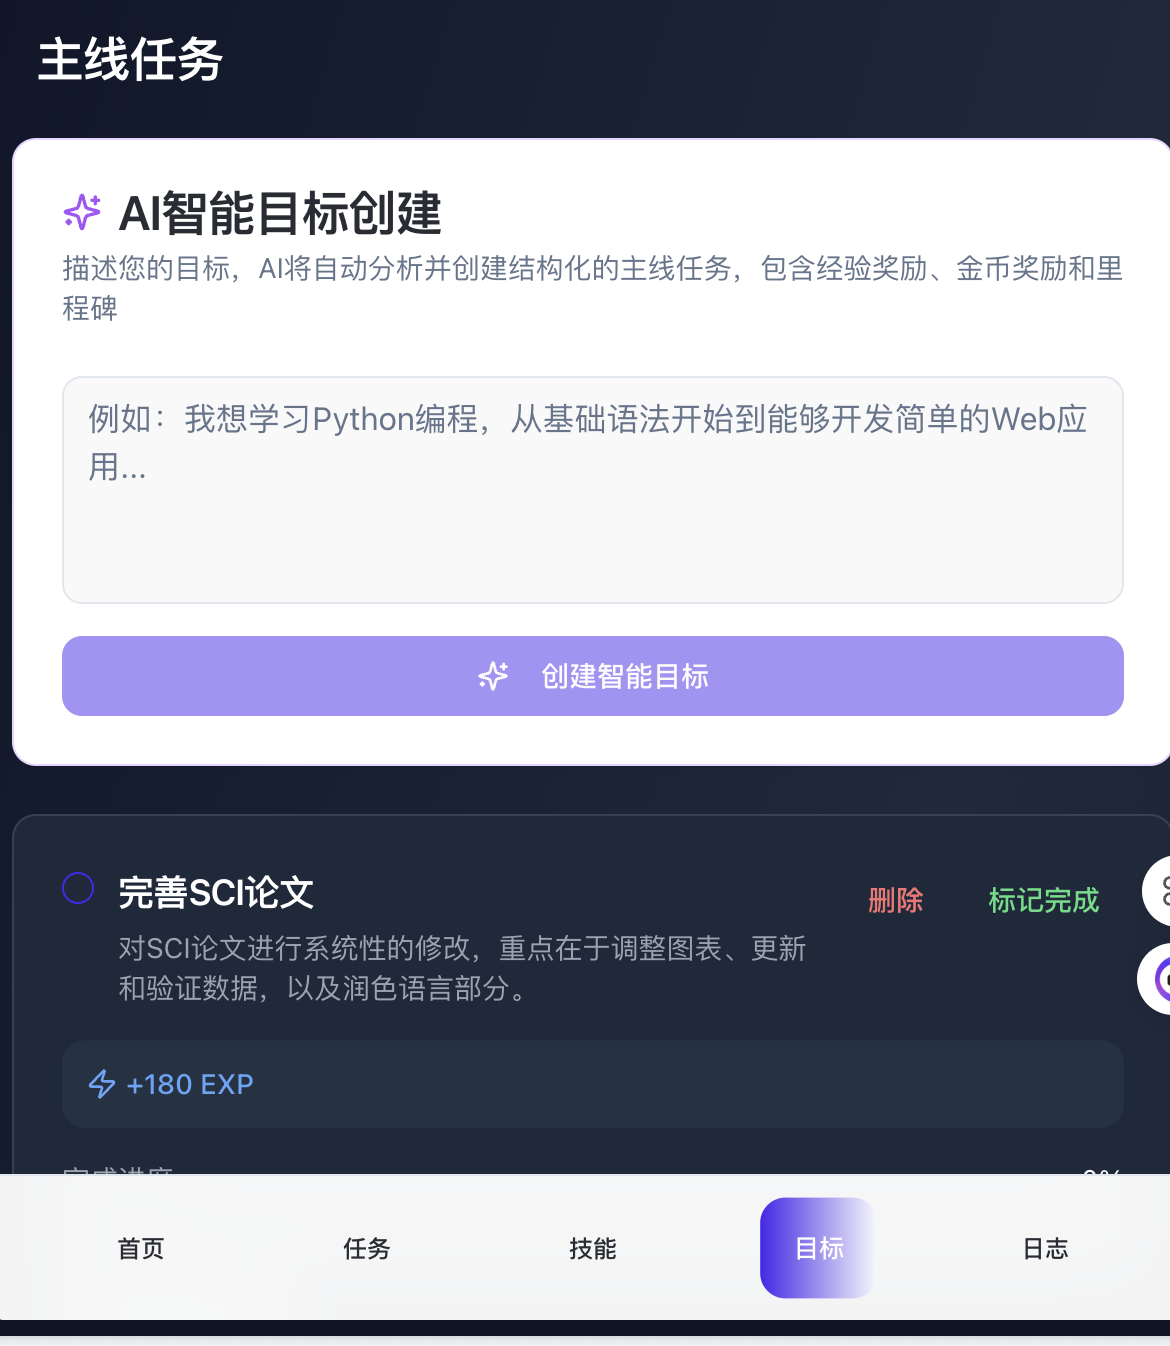 主线任务
AI智能目标创建
描述您的目标，AI将自动分析并创建结构化的主线任务，包含经验奖励、金币奖励和里
程碑
例如：我想学习Python编程，从基础语法开始到能够开发简单的Web应
用...
创建智能目标
完善SCI论文
删除
标记完成
对SCI论文进行系统性的修改，重点在于调整图表、更新
和验证数据，以及润色语言部分。
+180 EXP
完成进度
0%
首页
任务
技能
目标
日志